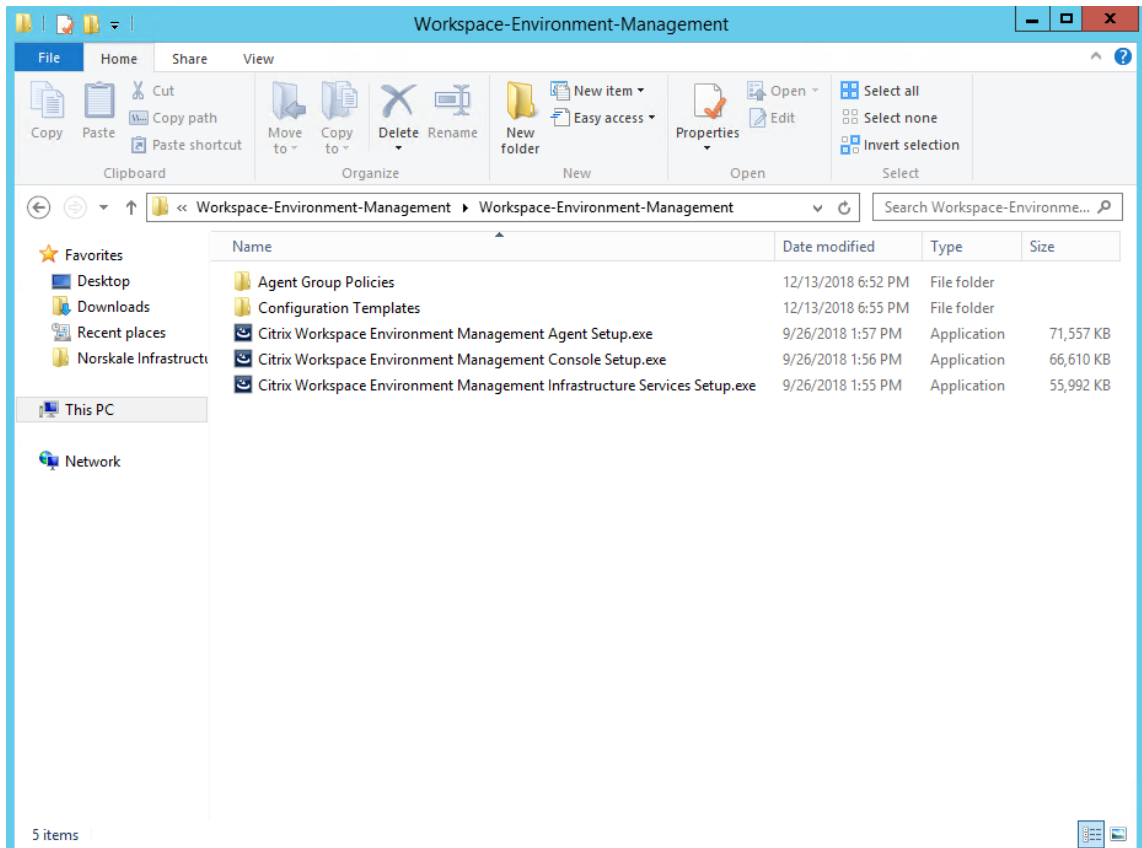 Workspace-Environment-Management
File Home Share View
Copy
Paste
Cut
Copy path
Paste shortcut
Clipboard
Move to
Copy to
Delete
Rename
Organize
New folder
New item
Easy access
New
Properties
Open
Edit
Open
Select all
Select none
Invert selection
Select
« Workspace-Environment-Management Workspace-Environment-Management
Search Workspace-Environme...
Favorites
Desktop
Downloads
Recent places
Norskale Infrastructu
This PC
Network
Name Date modified Type Size
Agent Group Policies 12/13/2018 6:52 PM File folder
Configuration Templates 12/13/2018 6:55 PM File folder
Citrix Workspace Environment Management Agent Setup.exe 9/26/2018 1:57 PM Application 71,557 KB
Citrix Workspace Environment Management Console Setup.exe 9/26/2018 1:56 PM Application 66,610 KB
Citrix Workspace Environment Management Infrastructure Services Setup.exe 9/26/2018 1:55 PM Application 55,992 KB
5 items